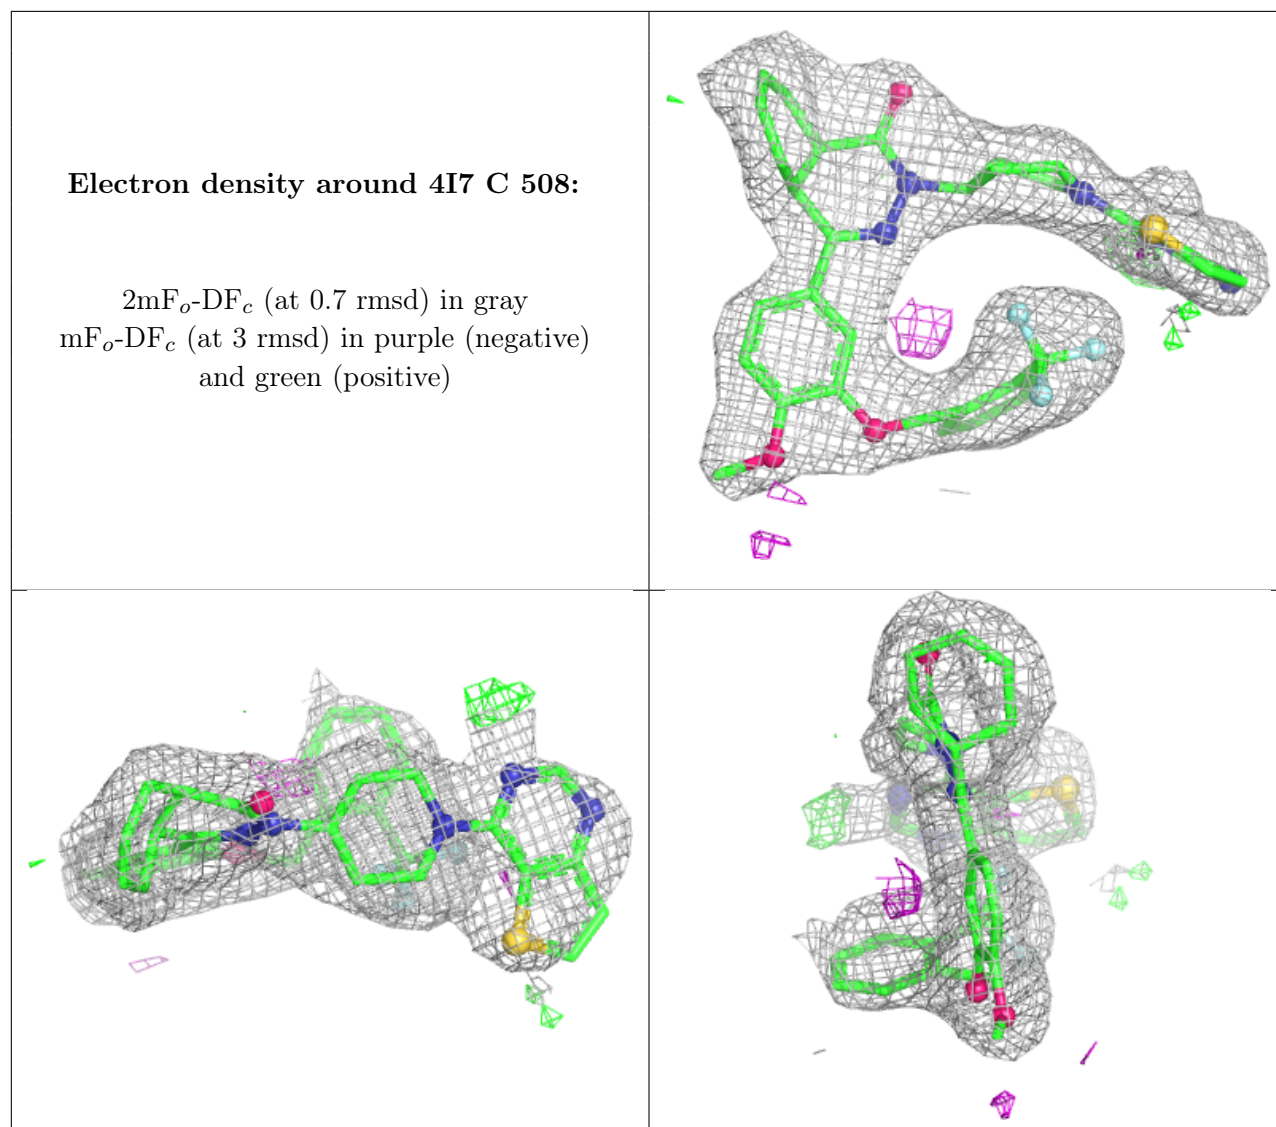 Electron density around 4I7 C 508:
2mFo-DFc (at 0.7 rmsd) in gray
mFo-DFc (at 3 rmsd) in purple (negative)
and green (positive)